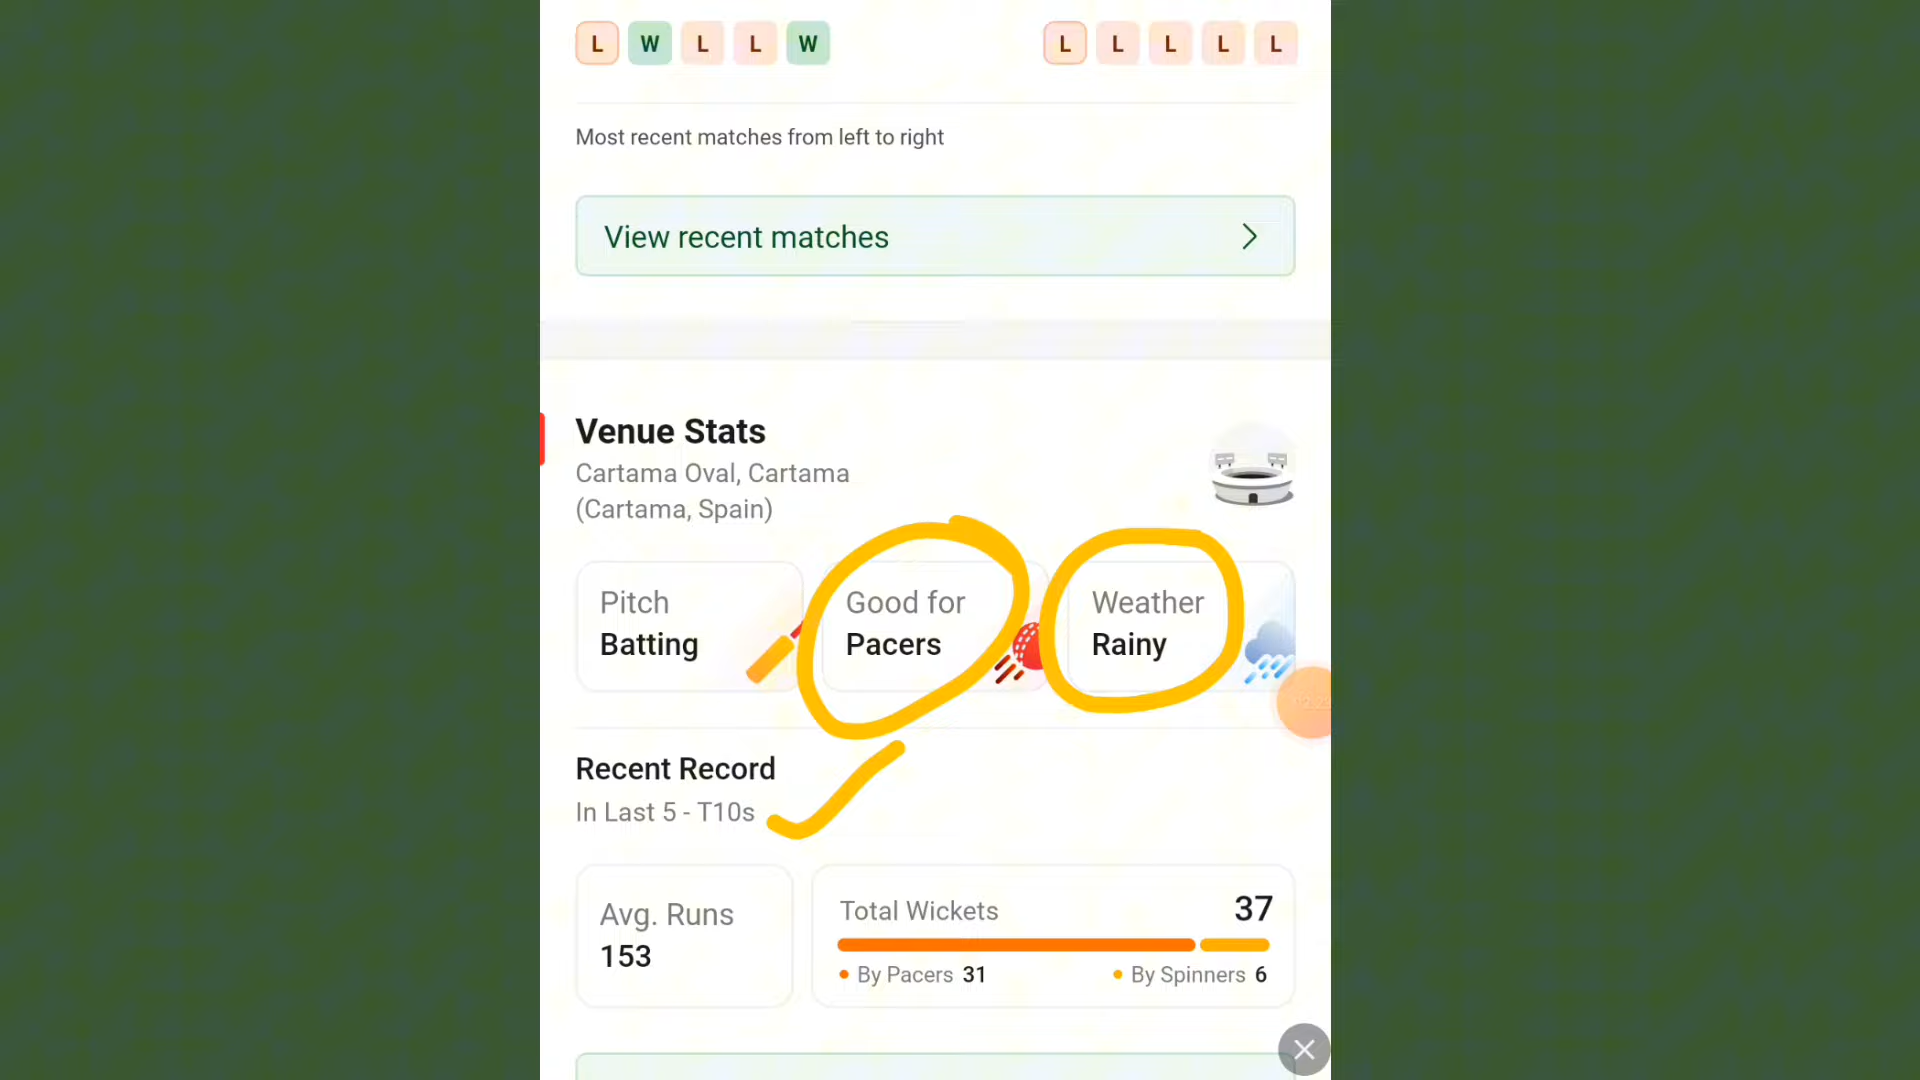 L W L L W L L L L L
Most recent matches from left to right
View recent matches
Venue Stats
Cartama Oval, Cartama
(Cartama, Spain)
Pitch
Batting
Good for
Pacers
Weather
Rainy
Recent Record
In Last 5 - T10s
Avg. Runs
153
Total Wickets 37
By Pacers 31 By Spinners 6